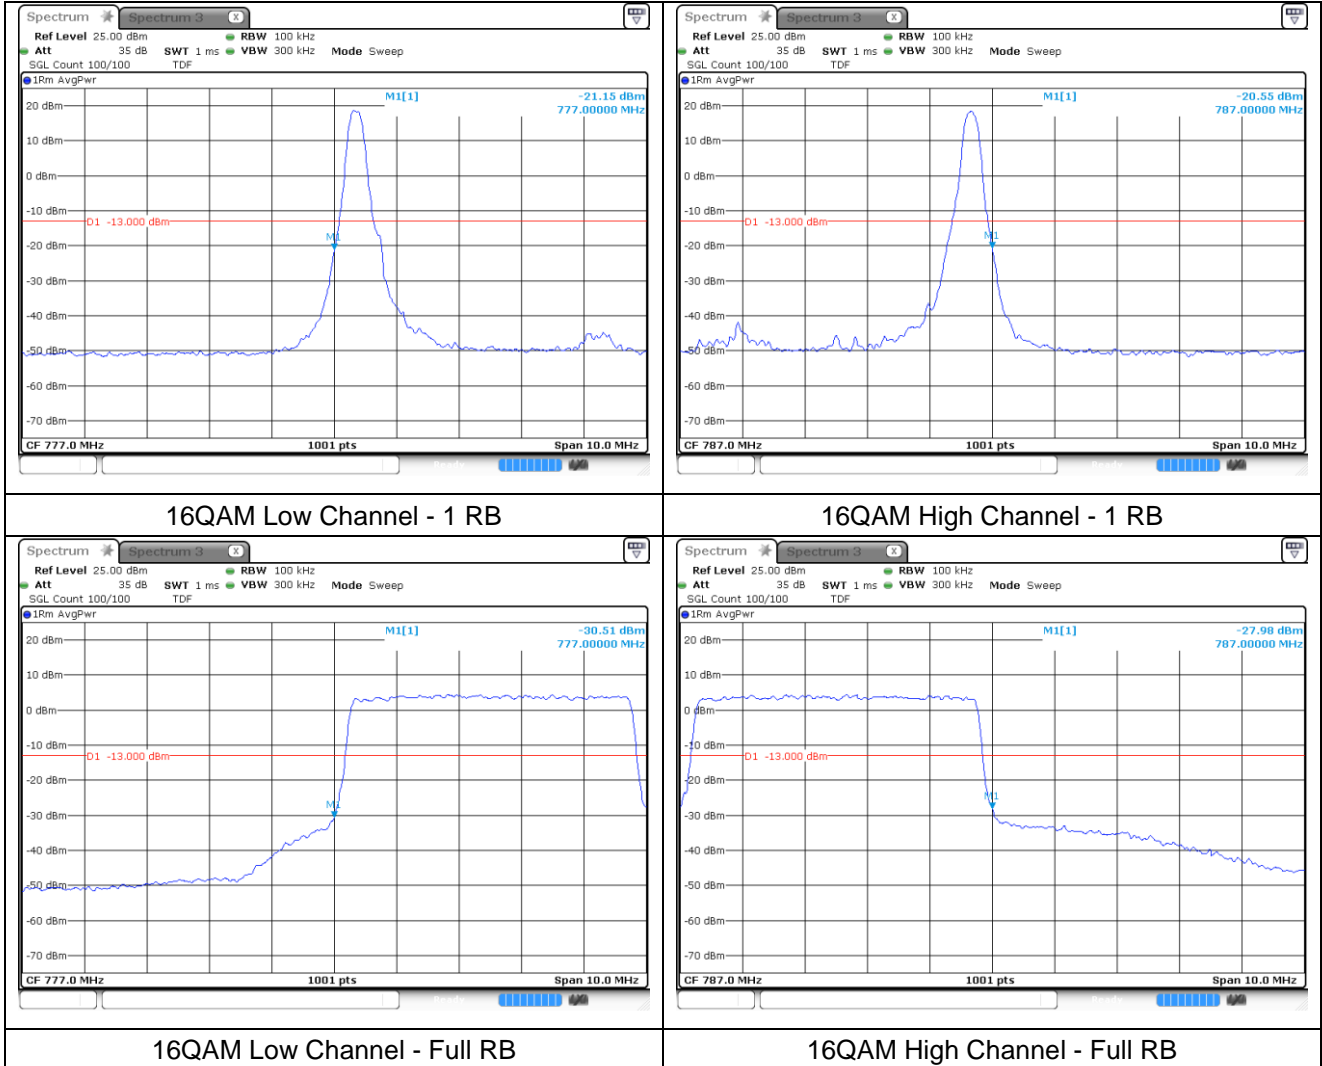 Spectrum Spectrum 3 X
Ref Level 25.00 dBm RBW 100 kHz
Att 35 dB SWT 1 ms VBW 300 kHz Mode Sweep
SGL Count 100/100 TDF
1Rm AvgPwr
M1[1] -21.15 dBm
777.00000 MHz
20 dBm
10 dBm
0 dBm
-10 dBm
D1 -13.000 dBm
M1
-20 dBm
-30 dBm
-40 dBm
-50 dBm
-60 dBm
-70 dBm
CF 777.0 MHz 1001 pts Span 10.0 MHz
16QAM Low Channel - 1 RB
Spectrum Spectrum 3 X
Ref Level 25.00 dBm RBW 100 kHz
Att 35 dB SWT 1 ms VBW 300 kHz Mode Sweep
SGL Count 100/100 TDF
1Rm AvgPwr
M1[1] -20.55 dBm
787.00000 MHz
20 dBm
10 dBm
0 dBm
-10 dBm
D1 -13.000 dBm
M1
-20 dBm
-30 dBm
-40 dBm
-50 dBm
-60 dBm
-70 dBm
CF 787.0 MHz 1001 pts Span 10.0 MHz
16QAM High Channel - 1 RB
Spectrum Spectrum 3 X
Ref Level 25.00 dBm RBW 100 kHz
Att 35 dB SWT 1 ms VBW 300 kHz Mode Sweep
SGL Count 100/100 TDF
1Rm AvgPwr
M1[1] -30.51 dBm
777.00000 MHz
20 dBm
10 dBm
0 dBm
-10 dBm
D1 -13.000 dBm
-20 dBm
M1
-30 dBm
-40 dBm
-50 dBm
-60 dBm
-70 dBm
CF 777.0 MHz 1001 pts Span 10.0 MHz
16QAM Low Channel - Full RB
Spectrum Spectrum 3 X
Ref Level 25.00 dBm RBW 100 kHz
Att 35 dB SWT 1 ms VBW 300 kHz Mode Sweep
SGL Count 100/100 TDF
1Rm AvgPwr
M1[1] -27.98 dBm
787.00000 MHz
20 dBm
10 dBm
0 dBm
-10 dBm
D1 -13.000 dBm
-20 dBm
M1
-30 dBm
-40 dBm
-50 dBm
-60 dBm
-70 dBm
CF 787.0 MHz 1001 pts Span 10.0 MHz
16QAM High Channel - Full RB